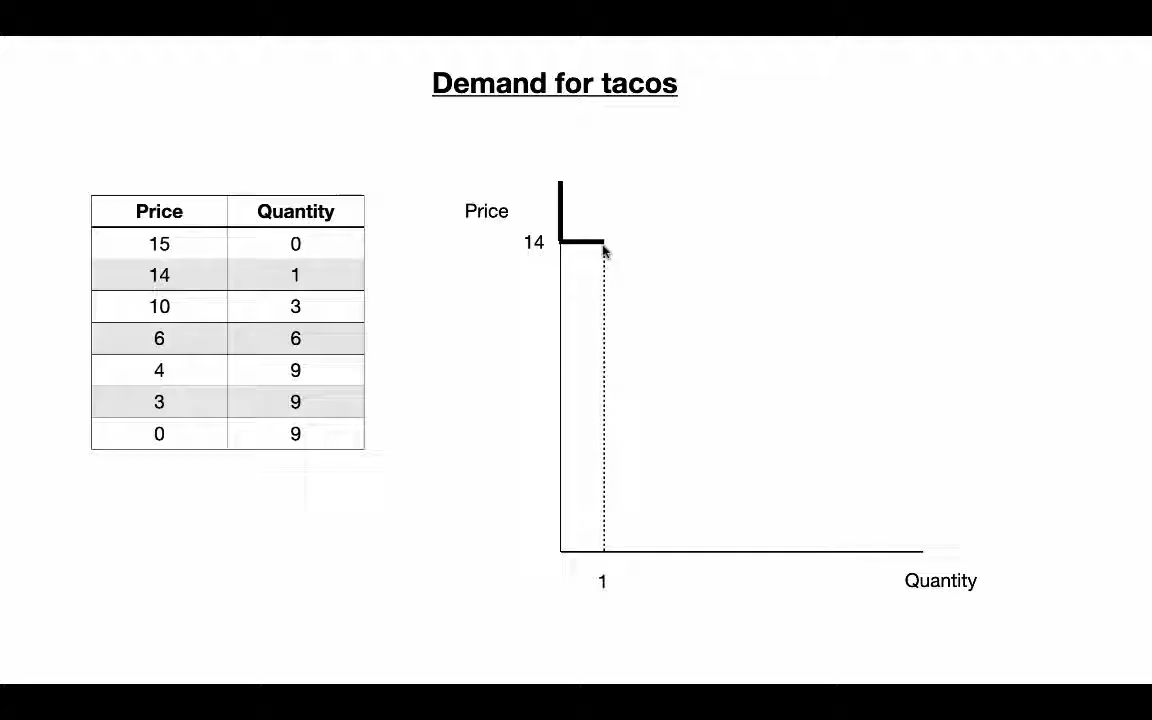 Demand for tacos
Price Quantity
15 0
14 1
10 3
6 6
4 9
3 9
0 9
Price
14
1
Quantity